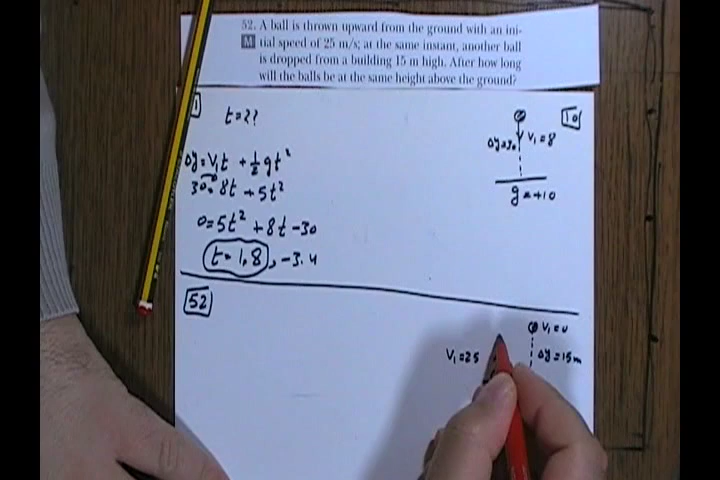 52. A ball is thrown upward from the ground with an ini-
M tial speed of 25 m/s; at the same instant, another ball
is dropped from a building 15 m high. After how long
will the balls be at the same height above the ground?
t=??
Δy=V₁t + ½gt²
30=8t +5t²
0=5t² +8t-30
t=1,8, -3.4
10
V₁=8
Δy=30
g=+10
52
V₁=0
V₁=25
Δy=15m